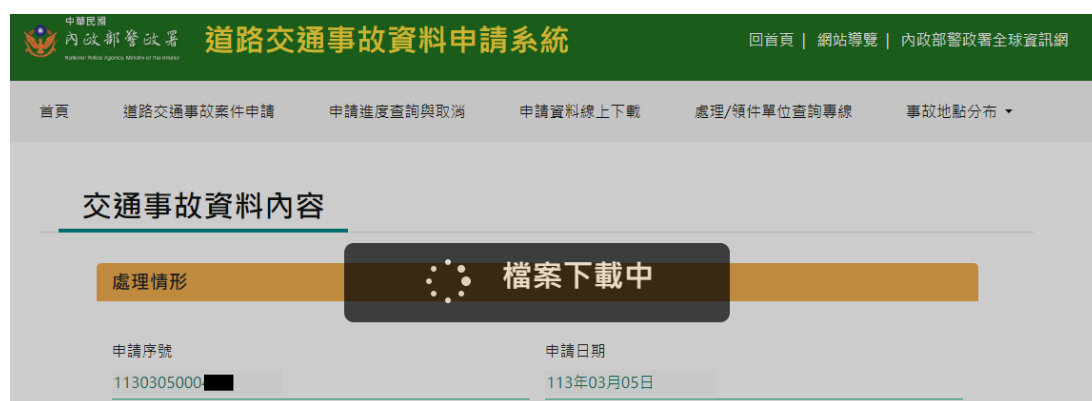 中華民國
內政部警政署
National Police Agency, Ministry of the Interior
道路交通事故資料申請系統
回首頁 | 網站導覽 | 內政部警政署全球資訊網
首頁 道路交通事故案件申請 申請進度查詢與取消 申請資料線上下載 處理/領件單位查詢專線 事故地點分布
交通事故資料內容
檔案下載中
處理情形
申請序號 申請日期
1130305000 113年03月05日